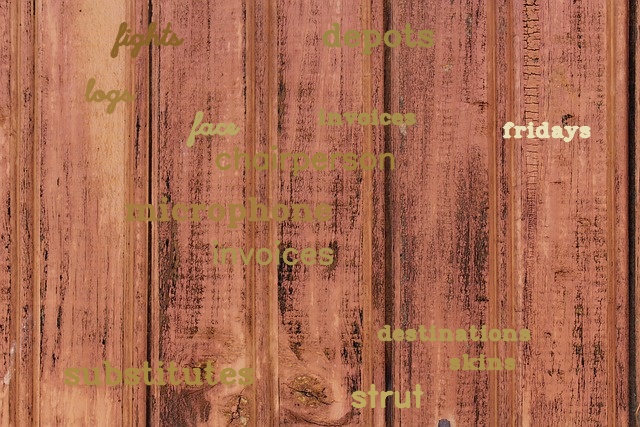 fights
depots
logs
face
invoices
fridays
chairperson
microphone
invoices
destinations
skins
substitutes
strut